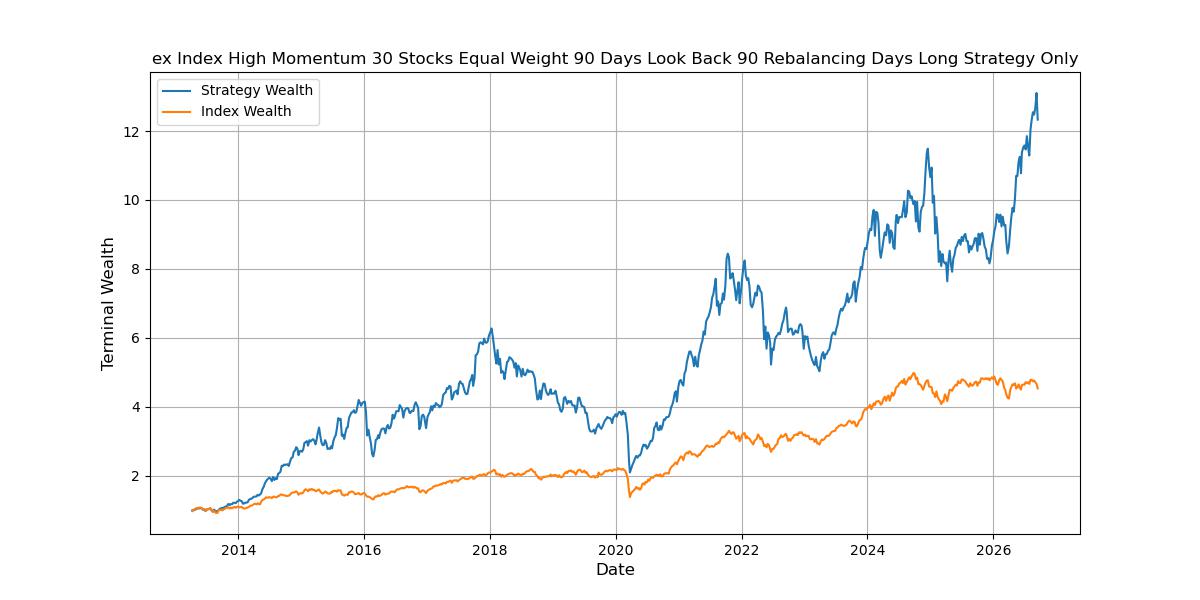 ex Index High Momentum 30 Stocks Equal Weight 90 Days Look Back 90 Rebalancing Days Long Strategy Only
Strategy Wealth
Index Wealth
Terminal Wealth
12
10
8
6
4
2
2014 2016 2018 2020 2022 2024 2026
Date